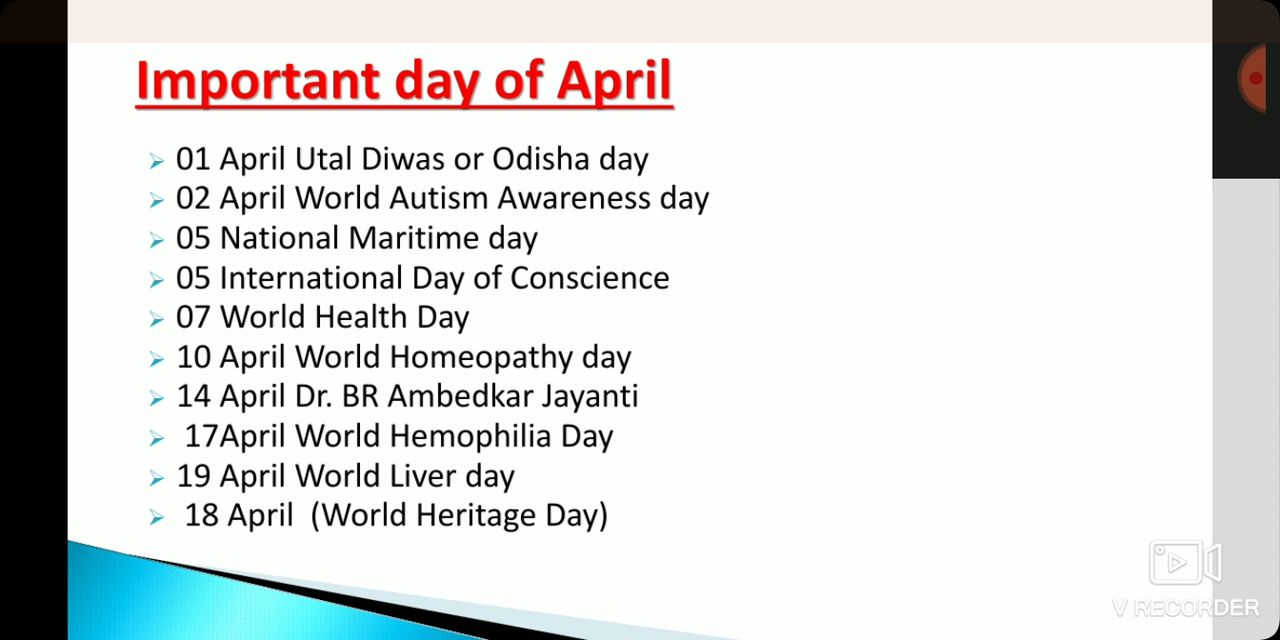 Important day of April
01 April Utal Diwas or Odisha day
02 April World Autism Awareness day
05 National Maritime day
05 International Day of Conscience
07 World Health Day
10 April World Homeopathy day
14 April Dr. BR Ambedkar Jayanti
17April World Hemophilia Day
19 April World Liver day
18 April (World Heritage Day)
V RECORDER